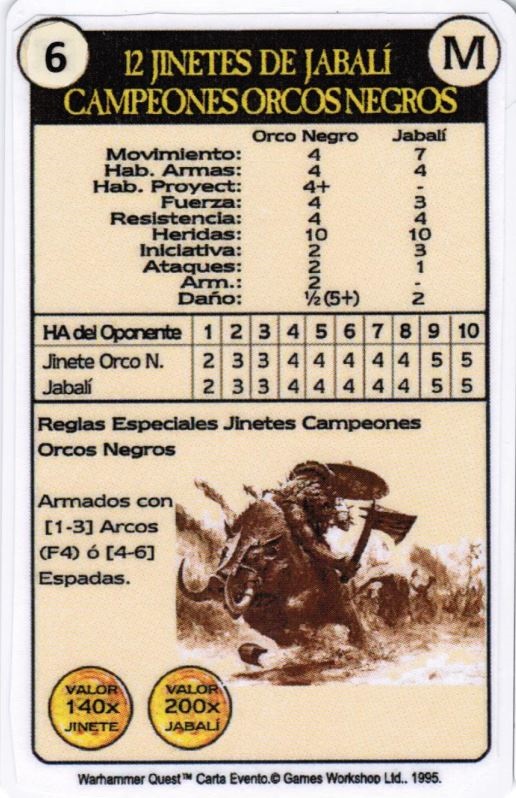 6
M
12 JINETES DE JABALÍ
CAMPEONES ORCOS NEGROS
Orco Negro Jabalí
Movimiento: 4 7
Hab. Armas: 4 4
Hab. Proyect: 4+ -
Fuerza: 4 3
Resistencia: 4 4
Heridas: 10 10
Iniciativa: 2 3
Ataques: 2 1
Arm.: 2 -
Daño: ½ (5+) 2
HA del Oponente 1 2 3 4 5 6 7 8 9 10
Jinete Orco N. 2 3 3 4 4 4 4 4 5 5
Jabalí 2 3 3 4 4 4 4 4 5 5
Reglas Especiales Jinetes Campeones
Orcos Negros
Armados con
[1-3] Arcos
(F4) ó [4-6]
Espadas.
VALOR
140x
JINETE
VALOR
200x
JABALÍ
Warhammer Quest™ Carta Evento.© Games Workshop Ltd.. 1995.